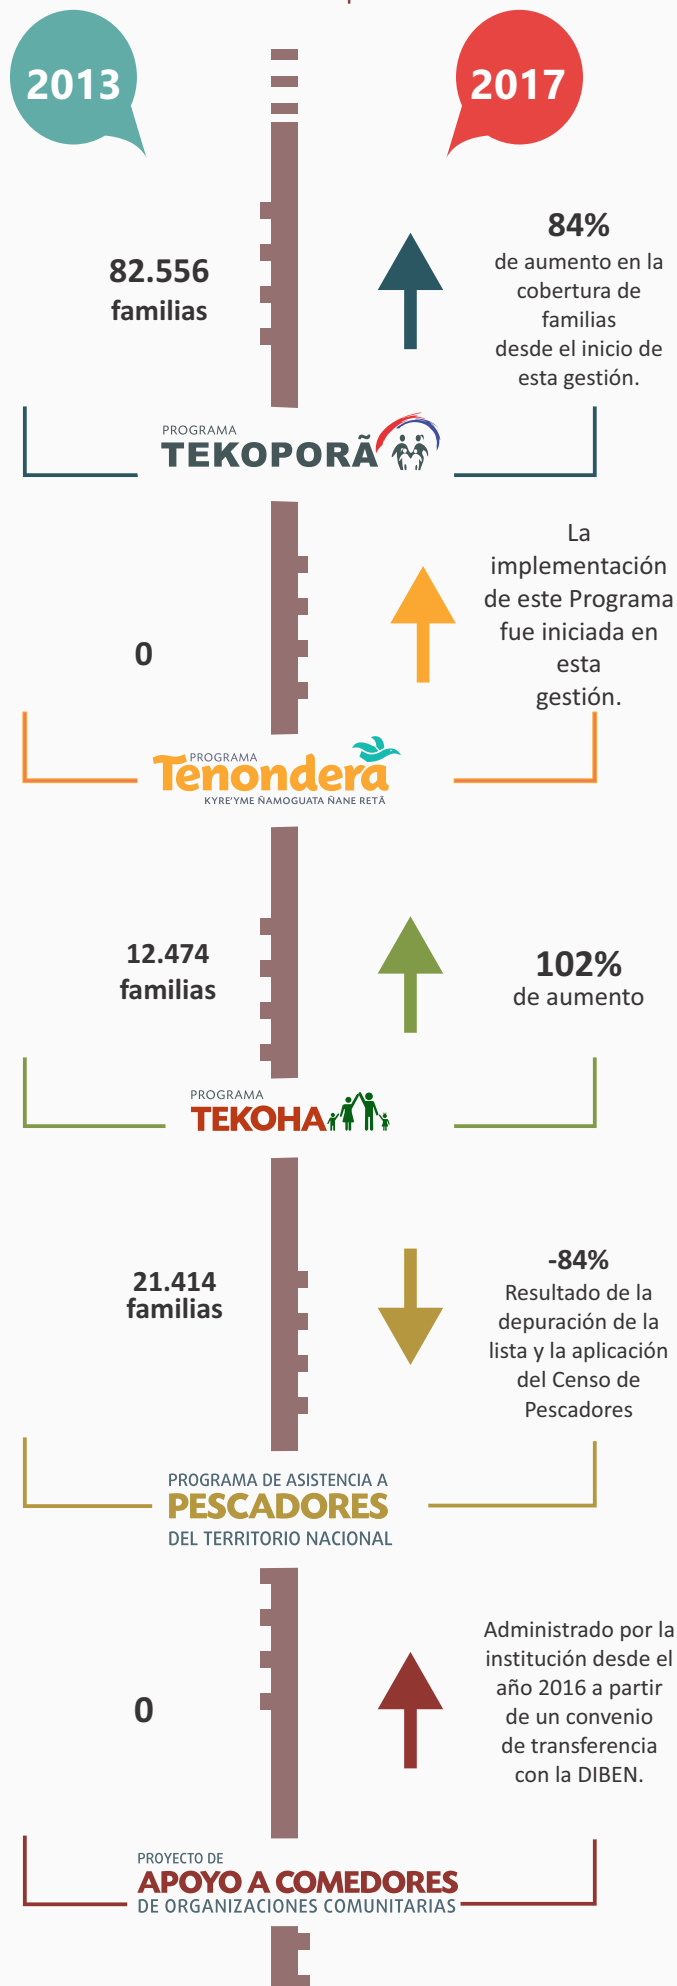 2013
2017
82.556
familias
84%
de aumento en la
cobertura de
familias
desde el inicio de
esta gestión.
PROGRAMA
TEKOPORÃ
0
La
implementación
de este Programa
fue iniciada en
esta
gestión.
PROGRAMA
Tenonderã
KYRE'YME ÑAMOGUATA ÑANE RETÃ
12.474
familias
102%
de aumento
PROGRAMA
TEKOHA
21.414
familias
-84%
Resultado de la
depuración de la
lista y la aplicación
del Censo de
Pescadores
PROGRAMA DE ASISTENCIA A
PESCADORES
DEL TERRITORIO NACIONAL
0
Administrado por la
institución desde el
año 2016 a partir
de un convenio
de transferencia
con la DIBEN.
PROYECTO DE
APOYO A COMEDORES
DE ORGANIZACIONES COMUNITARIAS